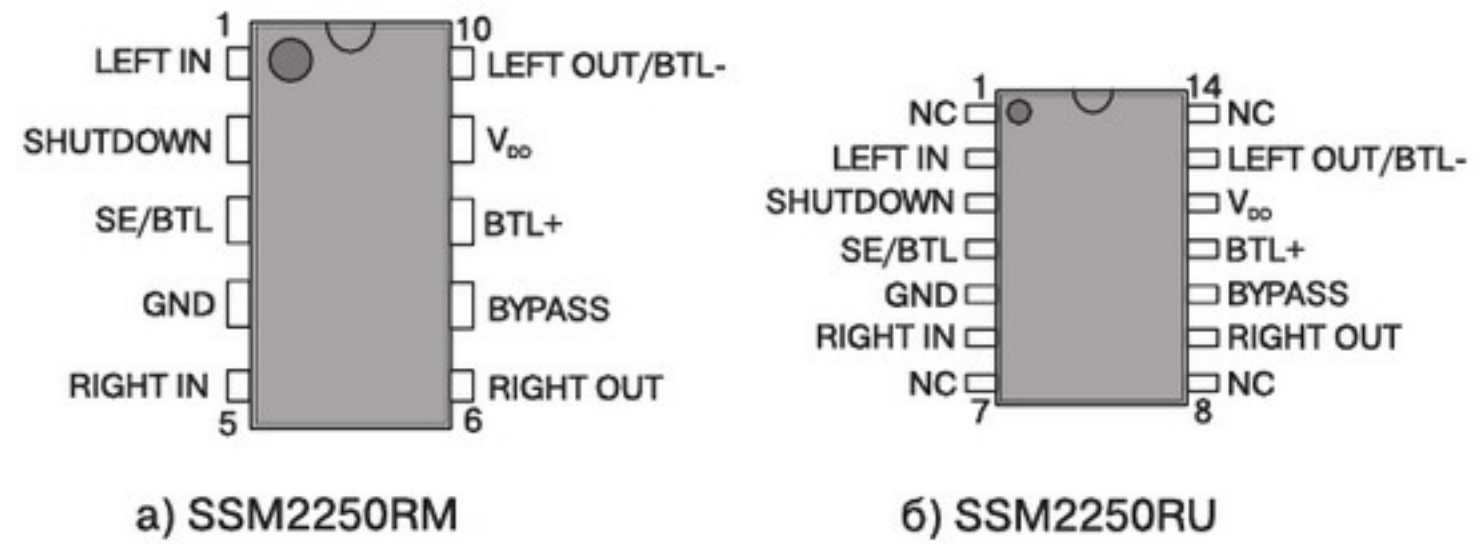 1 10
LEFT IN LEFT OUT/BTL-
SHUTDOWN VDD
SE/BTL BTL+
GND BYPASS
RIGHT IN RIGHT OUT
5 6
а) SSM2250RM
1 14
NC NC
LEFT IN LEFT OUT/BTL-
SHUTDOWN VDD
SE/BTL BTL+
GND BYPASS
RIGHT IN RIGHT OUT
NC NC
7 8
б) SSM2250RU